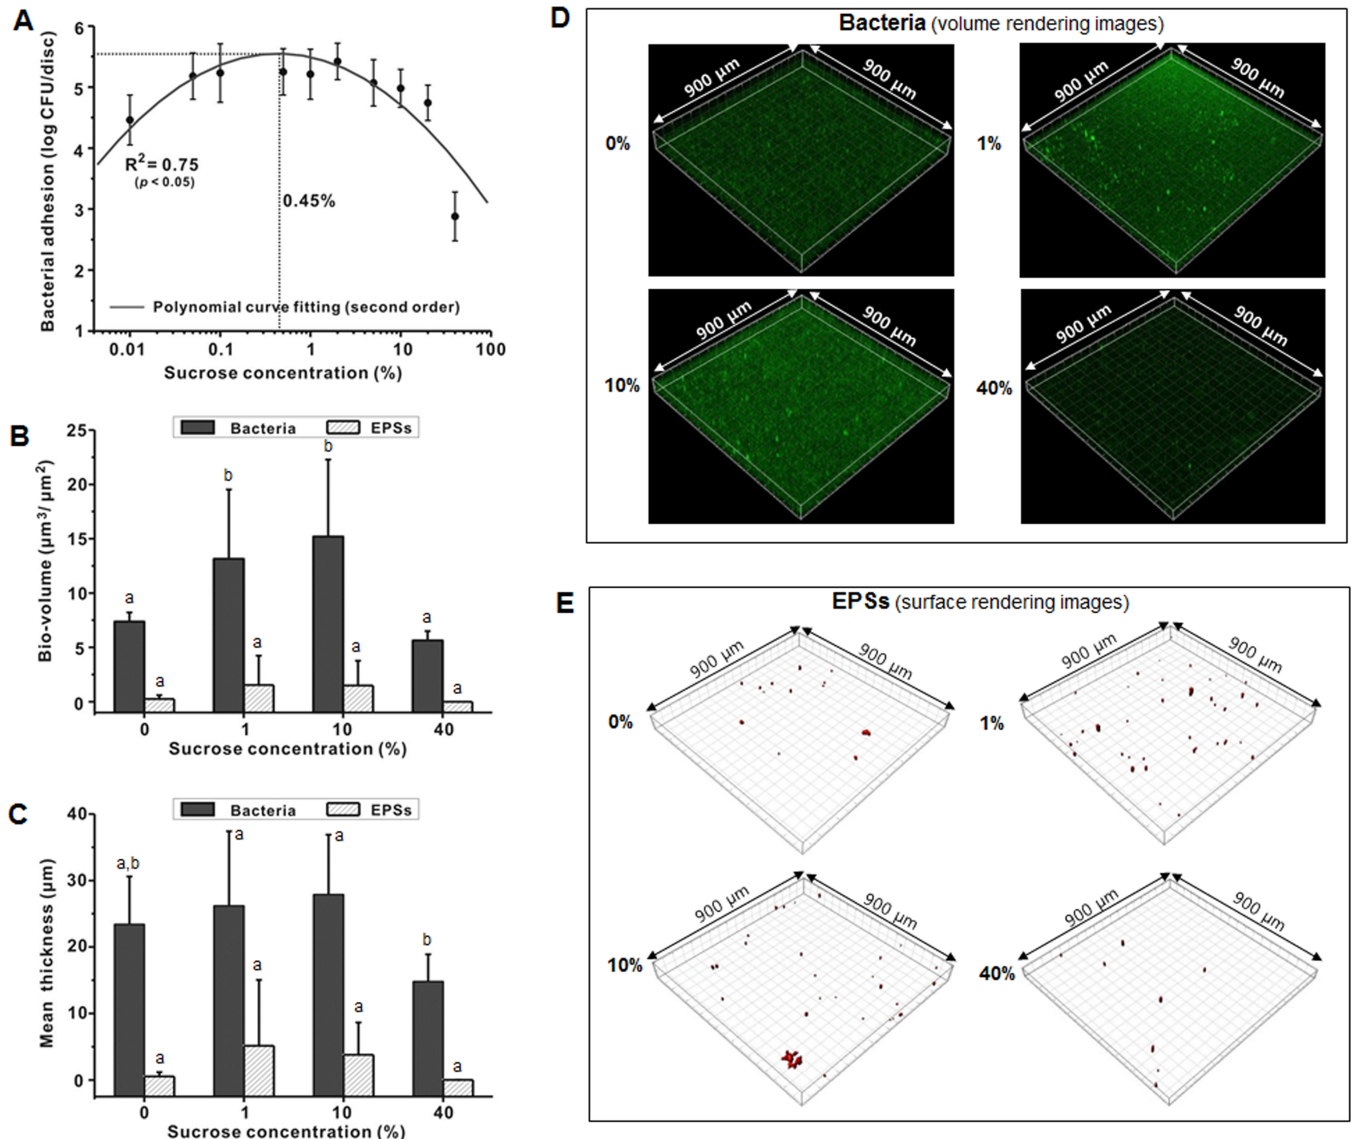 A
Bacterial adhesion (log CFU/disc)
6
5
4
3
2
1
R2 = 0.75
(p < 0.05)
0.45%
Polynomial curve fitting (second order)
0.01 0.1 1 10 100
Sucrose concentration (%)
B
Bacteria EPSs
Bio-volume (µm3/ µm2)
25
20
15
10
5
0
a a b a b a a a
0 1 10 40
Sucrose concentration (%)
C
Bacteria EPSs
Mean thickness (µm)
40
30
20
10
0
a,b a a a a a b a
0 1 10 40
Sucrose concentration (%)
D
Bacteria (volume rendering images)
0% 900 µm 900 µm
1% 900 µm 900 µm
10% 900 µm 900 µm
40% 900 µm 900 µm
E
EPSs (surface rendering images)
0% 900 µm 900 µm
1% 900 µm 900 µm
10% 900 µm 900 µm
40% 900 µm 900 µm